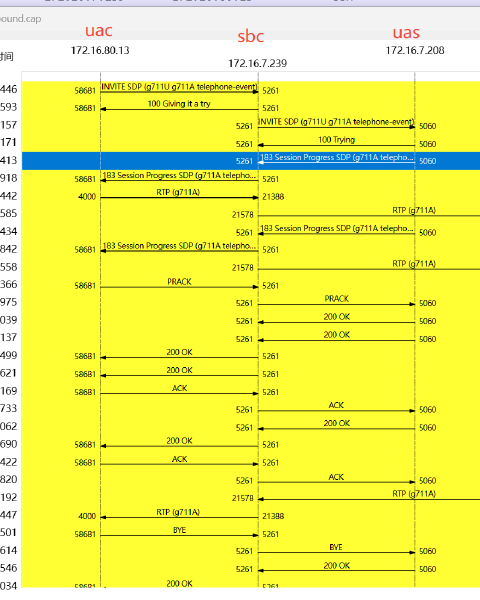 ound.cap
uac
sbc
uas
时间
172.16.80.13
172.16.7.239
172.16.7.208
446 58681 INVITE SDP (g711U g711A telephone-event) 5261
593 58681 100 Giving it a try 5261
157 5261 INVITE SDP (g711U g711A telephone-event) 5060
171 5261 100 Trying 5060
413 5261 183 Session Progress SDP (g711A telepho... 5060
918 58681 183 Session Progress SDP (g711A telepho... 5261
442 4000 RTP (g711A) 21388
585 21578 RTP (g711A)
434 5261 183 Session Progress SDP (g711A telepho... 5060
842 58681 183 Session Progress SDP (g711A telepho... 5261
558 21578 RTP (g711A)
366 58681 PRACK 5261
975 5261 PRACK 5060
039 5261 200 OK 5060
137 5261 200 OK 5060
499 58681 200 OK 5261
621 58681 200 OK 5261
169 58681 ACK 5261
733 5261 ACK 5060
062 5261 200 OK 5060
690 58681 200 OK 5261
422 58681 ACK 5261
820 5261 ACK 5060
192 21578 RTP (g711A)
447 4000 RTP (g711A) 21388
501 58681 BYE 5261
614 5261 BYE 5060
546 5261 200 OK 5060
034 58681 200 OK 5261